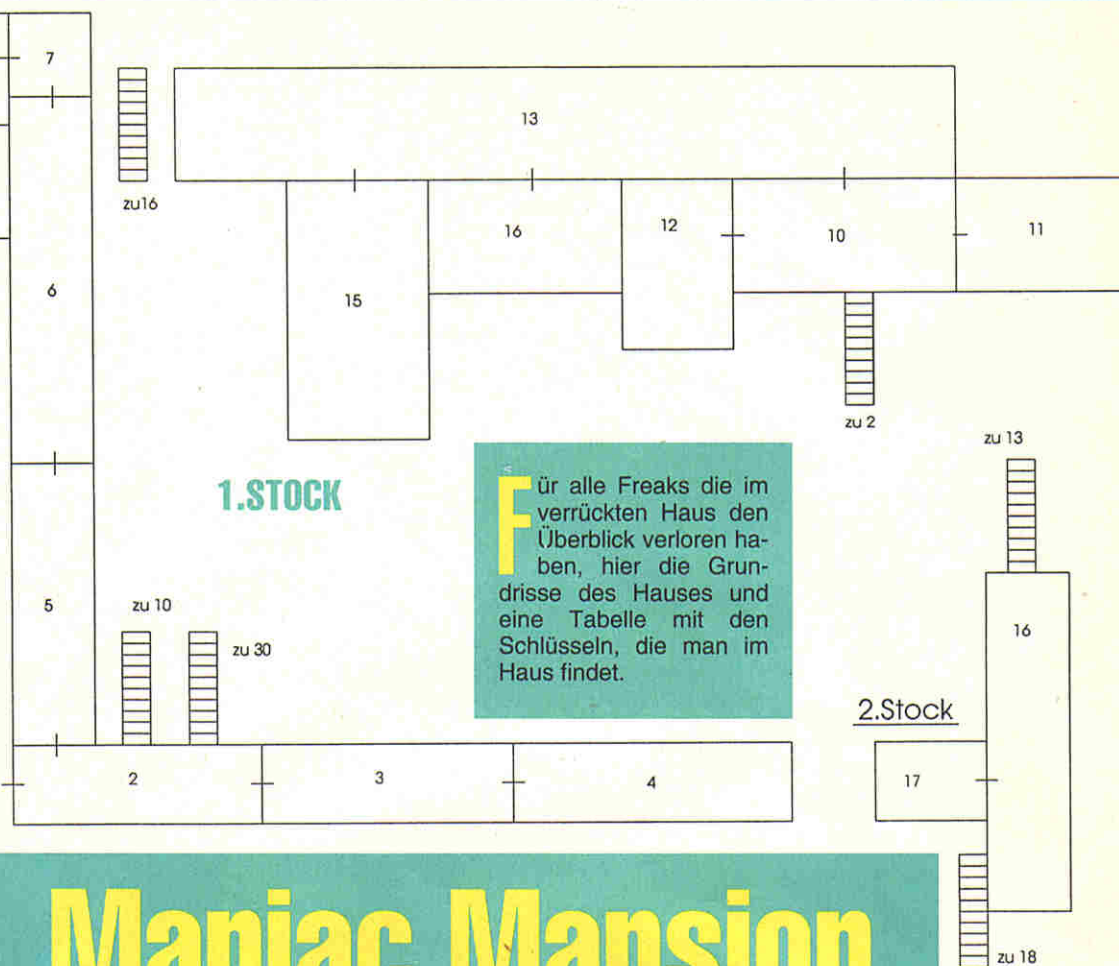 7
13
zu16
16
12
10
11
6
15
zu 2
zu 13
1.STOCK
Für alle Freaks die im
verrückten Haus den
Überblick verloren ha-
ben, hier die Grun-
drisse des Hauses und
eine Tabelle mit den
Schlüsseln, die man im
Haus findet.
5
zu 10
zu 30
16
2.Stock
2
3
4
17
Maniac Mansion
zu 18